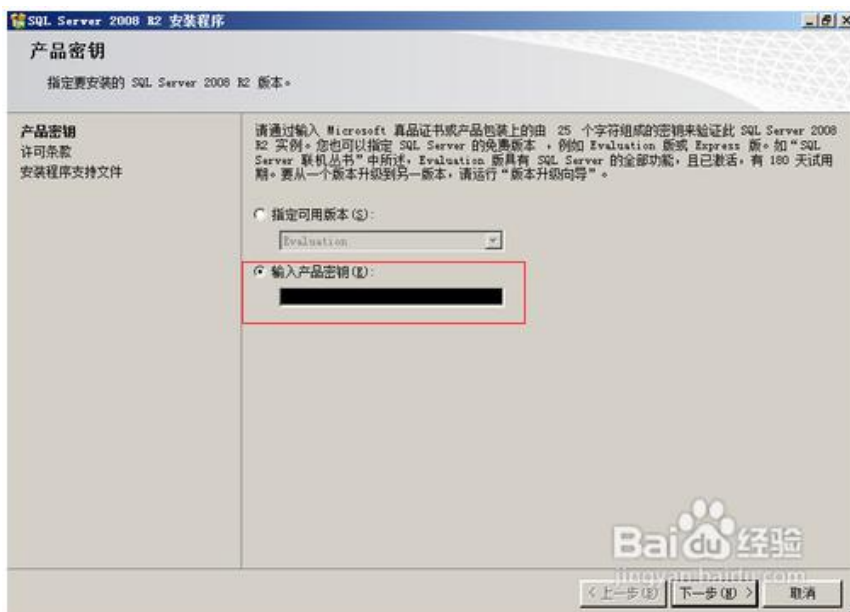 SQL Server 2008 R2 安装程序
产品密钥
指定要安装的 SQL Server 2008 R2 版本。
产品密钥
许可条款
安装程序支持文件
请通过输入 Microsoft 真品证书或产品包装上的由 25 个字符组成的密钥来验证此 SQL Server 2008
R2 实例。您也可以指定 SQL Server 的免费版本，例如 Evaluation 版或 Express 版。如“SQL
Server 联机丛书”中所述，Evaluation 版具有 SQL Server 的全部功能，且已激活，有 180 天试用
期。要从一个版本升级到另一版本，请运行“版本升级向导”。
指定可用版本(S):
Evaluation
输入产品密钥(E):
Baidu 经验
jingyan.baidu.com
< 上一步(B)
下一步(N) >
取消